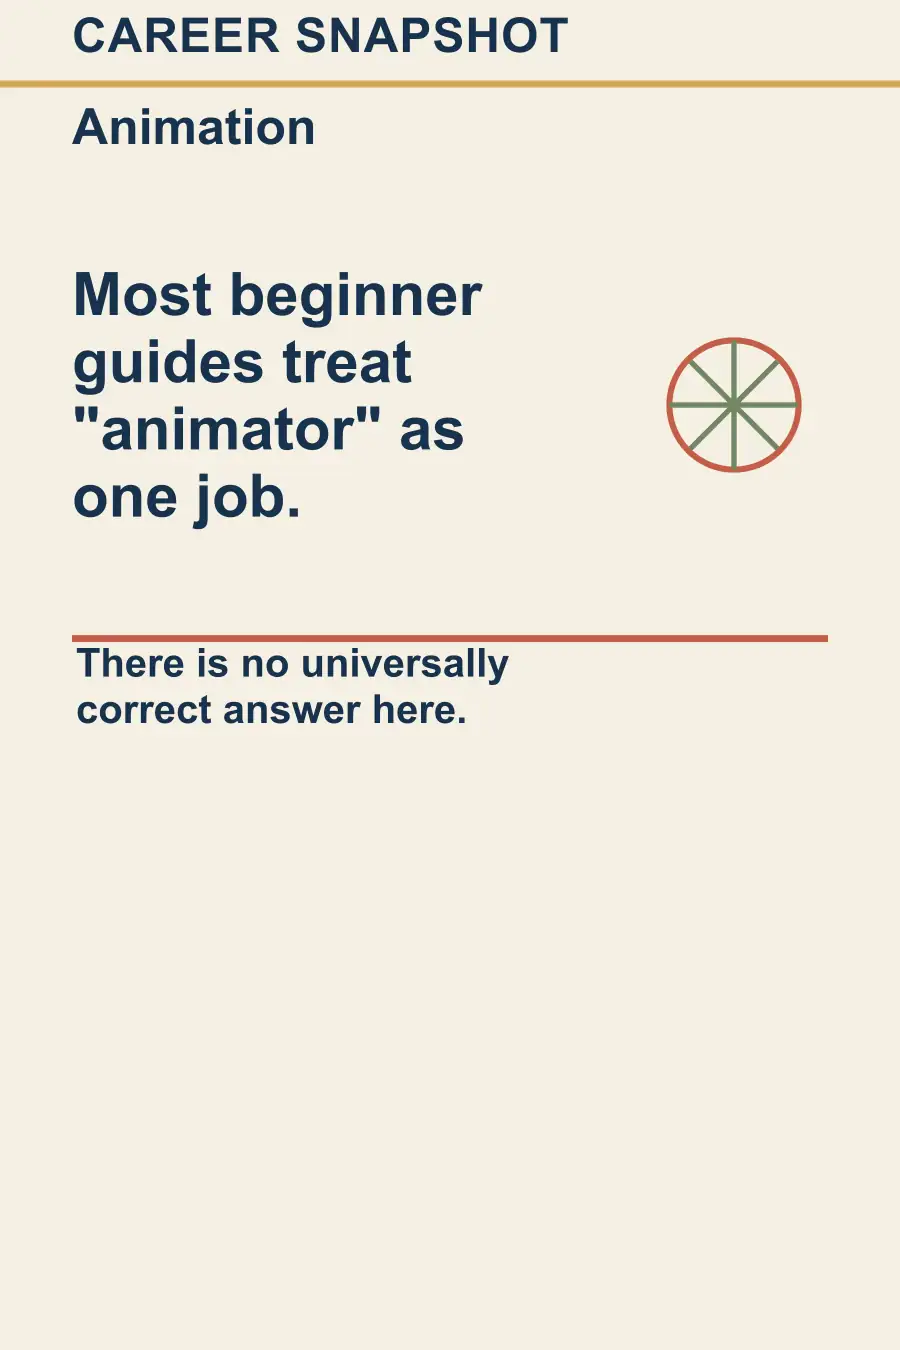 CAREER SNAPSHOT
Animation
Most beginner
guides treat
"animator" as
one job.
There is no universally
correct answer here.